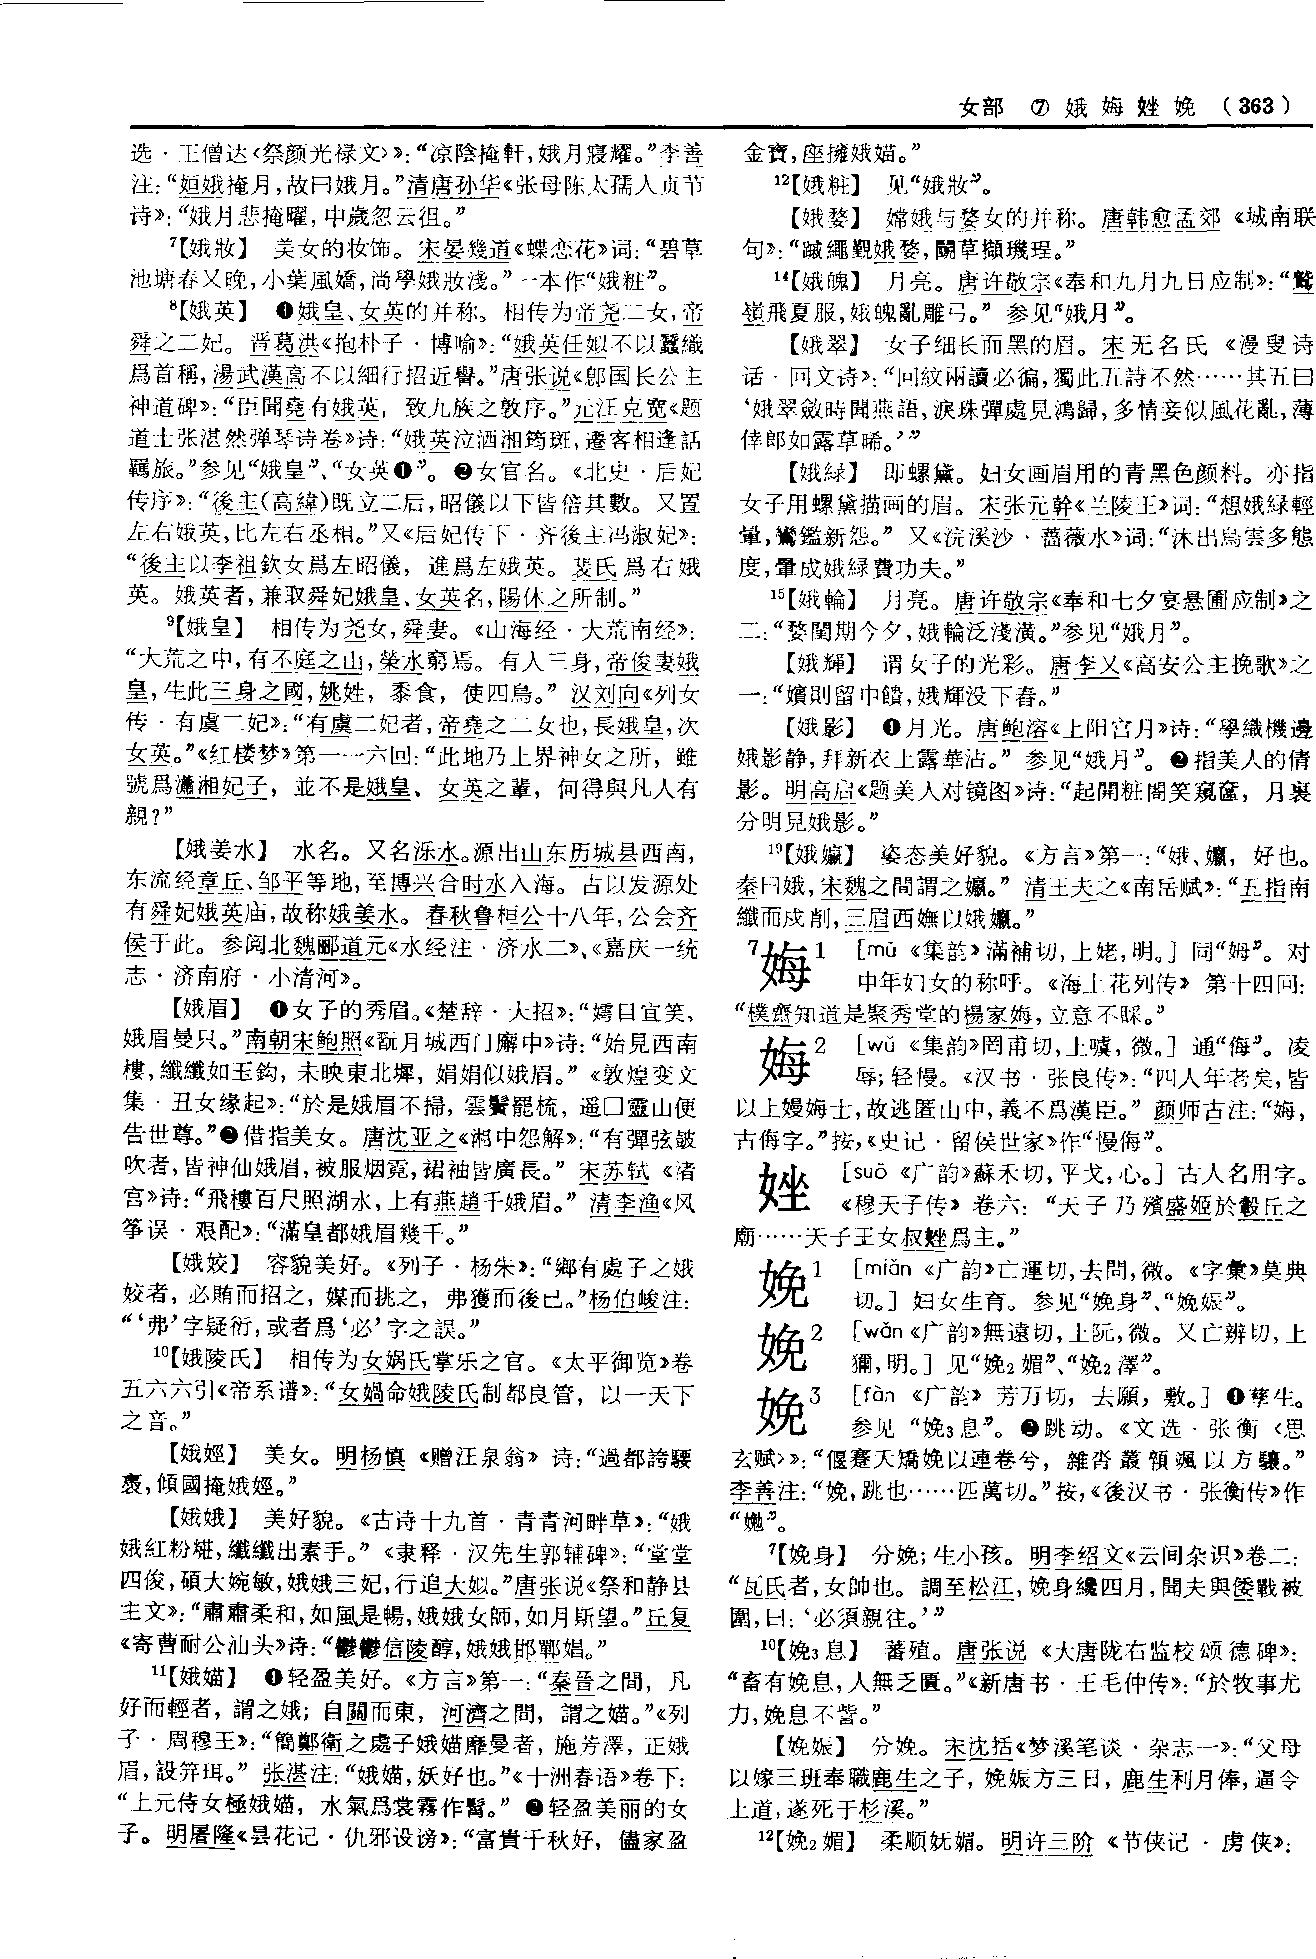 女部 ⑦ 娥娒㛖娩 （363）
选·王僧达〈祭颜光禄文〉》：“凉陰掩軒，娥月寢耀。”李善
注：“姮娥掩月，故曰娥月。”清唐孙华《张母陈太孺人贞节
诗》：“娥月悲掩曜，中歲忽云徂。”
⁷【娥妝】 美女的妆饰。宋晏幾道《蝶恋花》词：“碧草
池塘春又晚，小葉風嬌，尚學娥妝淺。”一本作“娥粧”。
⁸【娥英】 ❶娥皇、女英的并称。相传为帝尧二女，帝
舜之二妃。晋葛洪《抱朴子·博喻》：“娥英任姒不以蠶織
爲首稱，湯武漢高不以細行招近譽。”唐张说《鄎国长公主
神道碑》：“臣聞堯有娥英，致九族之敦序。”元汪克宽《题
道士张湛然弹琴诗卷》诗：“娥英泣洒湘筠斑，遷客相逢話
羈旅。”参见“娥皇”、“女英❶”。❷女官名。《北史·后妃
传序》：“後主（高緯）既立二后，昭儀以下皆倍其數。又置
左右娥英，比左右丞相。”又《后妃传下·齐後主冯淑妃》：
“後主以李祖欽女爲左昭儀，進爲左娥英。裴氏爲右娥
英。娥英者，兼取舜妃娥皇、女英名，陽休之所制。”
⁹【娥皇】 相传为尧女，舜妻。《山海经·大荒南经》：
“大荒之中，有不庭之山，榮水窮焉。有人三身，帝俊妻娥
皇，生此三身之國，姚姓，黍食，使四鳥。”汉刘向《列女
传·有虞二妃》：“有虞二妃者，帝堯之二女也，長娥皇，次
女英。”《红楼梦》第一一六回：“此地乃上界神女之所，雖
號爲瀟湘妃子，並不是娥皇、女英之輩，何得與凡人有
親？”
【娥姜水】 水名。又名泺水。源出山东历城县西南，
东流经章丘、邹平等地，至博兴合时水入海。古以发源处
有舜妃娥英庙，故称娥姜水。春秋鲁桓公十八年，公会齐
侯于此。参阅北魏郦道元《水经注·济水二》、《嘉庆一统
志·济南府·小清河》。
【娥眉】 ❶女子的秀眉。《楚辞·大招》：“嫭目宜笑，
娥眉曼只。”南朝宋鲍照《翫月城西门廨中》诗：“始見西南
樓，纖纖如玉鈎，未映東北墀，娟娟似娥眉。”《敦煌变文
集·丑女缘起》：“於是娥眉不掃，雲鬢罷梳，遥□靈山便
告世尊。”❷借指美女。唐沈亚之《湘中怨解》：“有彈弦皷
吹者，皆神仙娥眉，被服烟霓，裙袖皆廣長。”宋苏轼《渚
宫》诗：“飛樓百尺照湖水，上有燕趙千娥眉。”清李渔《风
筝误·艰配》：“滿皇都娥眉幾千。”
【娥姣】 容貌美好。《列子·杨朱》：“鄉有處子之娥
姣者，必賄而招之，媒而挑之，弗獲而後已。”杨伯峻注：
“‘弗’字疑衍，或者爲‘必’字之誤。”
¹⁰【娥陵氏】 相传为女娲氏掌乐之官。《太平御览》卷
五六六引《帝系谱》：“女媧命娥陵氏制都良管，以一天下
之音。”
【娥娙】 美女。明杨慎《赠汪泉翁》诗：“過都誇騕
褭，傾國掩娥娙。”
【娥娥】 美好貌。《古诗十九首·青青河畔草》：“娥
娥紅粉糚，纖纖出素手。”《隶释·汉先生郭辅碑》：“堂堂
四俊，碩大婉敏，娥娥三妃，行追大姒。”唐张说《祭和静县
主文》：“肅肅柔和，如風是暢，娥娥女師，如月斯望。”丘复
《寄曹耐公汕头》诗：“鬱鬱信陵醇，娥娥邯鄲娼。”
¹¹【娥媌】 ❶轻盈美好。《方言》第一：“秦晉之間，凡
好而輕者，謂之娥；自關而東，河濟之間，謂之媌。”《列
子·周穆王》：“簡鄭衛之處子娥媌靡曼者，施芳澤，正娥
眉，設笄珥。”张湛注：“娥媌，妖好也。”《十洲春语》卷下：
“上元侍女極娥媌，水氣爲裳霧作髾。”❷轻盈美丽的女
子。明屠隆《昙花记·仇邪设谤》：“富貴千秋好，儘家盈
金寶，座擁娥媌。”
¹²【娥粧】 见“娥妝”。
【娥婺】 嫦娥与婺女的并称。唐韩愈孟郊《城南联
句》：“踧繩覲娥婺，鬬草擷璣珵。”
¹⁴【娥魄】 月亮。唐许敬宗《奉和九月九日应制》：“鷲
嶺飛夏服，娥魄亂雕弓。”参见“娥月”。
【娥翠】 女子细长而黑的眉。宋无名氏《漫叟诗
话·回文诗》：“回紋兩讀必徧，獨此五詩不然……其五曰
‘娥翠斂時聞燕語，淚珠彈處見鴻歸，多情妾似風花亂，薄
倖郎如露草晞。’”
【娥緑】 即螺黛。妇女画眉用的青黑色颜料。亦指
女子用螺黛描画的眉。宋张元幹《兰陵王》词：“想娥緑輕
暈，鸞鑑新怨。”又《浣溪沙·蔷薇水》词：“沐出烏雲多態
度，暈成娥緑費功夫。”
¹⁵【娥輪】 月亮。唐许敬宗《奉和七夕宴悬圃应制》之
二：“婺閨期今夕，娥輪泛淺潢。”参见“娥月”。
【娥輝】 谓女子的光彩。唐李乂《高安公主挽歌》之
一：“嬪則留中饋，娥輝没下舂。”
【娥影】 ❶月光。唐鲍溶《上阳宫月》诗：“學織機邊
娥影静，拜新衣上露華沾。”参见“娥月”。❷指美人的倩
影。明高启《题美人对镜图》诗：“起開粧閣笑窺奩，月裏
分明見娥影。”
¹⁹【娥㜲】 姿态美好貌。《方言》第一：“娥、㜲，好也。
秦曰娥，宋魏之間謂之㜲。”清王夫之《南岳赋》：“五指南
纖而戍削，三眉西嫵以娥㜲。”
⁷娒¹ ［mǔ《集韵》滿補切，上姥，明。］同“姆”。对
中年妇女的称呼。《海上花列传》第十四回：
“樸齋知道是聚秀堂的楊家娒，立意不睬。”
娒² ［wǔ《集韵》罔甫切，上噳，微。］通“侮”。凌
辱；轻慢。《汉书·张良传》：“四人年老矣，皆
以上嫚娒士，故逃匿山中，義不爲漢臣。”颜师古注：“娒，
古侮字。”按，《史记·留侯世家》作“慢侮”。
㛖 ［suō《广韵》蘇禾切，平戈，心。］古人名用字。
《穆天子传》卷六：“天子乃殯盛姬於轂丘之
廟……天子王女叔㛖爲主。”
娩¹ ［miǎn《广韵》亡運切，去問，微。《字彙》莫典
切。］妇女生育。参见“娩身”、“娩娠”。
娩² ［wǎn《广韵》無遠切，上阮，微。又亡辨切，上
獮，明。］见“娩₂媚”、“娩₂澤”。
娩³ ［fàn《广韵》芳万切，去願，敷。］❶孳生。
参见“娩₃息”。❷跳动。《文选·张衡〈思
玄赋〉》：“偃蹇夭矯娩以連卷兮，雜沓叢顇颯以方驤。”
李善注：“娩，跳也……匹萬切。”按，《後汉书·张衡传》作
“嬎”。
⁷【娩身】 分娩；生小孩。明李绍文《云间杂识》卷二：
“瓦氏者，女帥也。調至松江，娩身纔四月，聞夫與倭戰被
圍，曰：‘必須親往。’”
¹⁰【娩₃息】 蕃殖。唐张说《大唐陇右监校颂德碑》：
“畜有娩息，人無乏匱。”《新唐书·王毛仲传》：“於牧事尤
力，娩息不訾。”
【娩娠】 分娩。宋沈括《梦溪笔谈·杂志一》：“父母
以嫁三班奉職鹿生之子，娩娠方三日，鹿生利月俸，逼令
上道，遂死于杉溪。”
¹²【娩₂媚】 柔顺妩媚。明许三阶《节侠记·虏侠》：